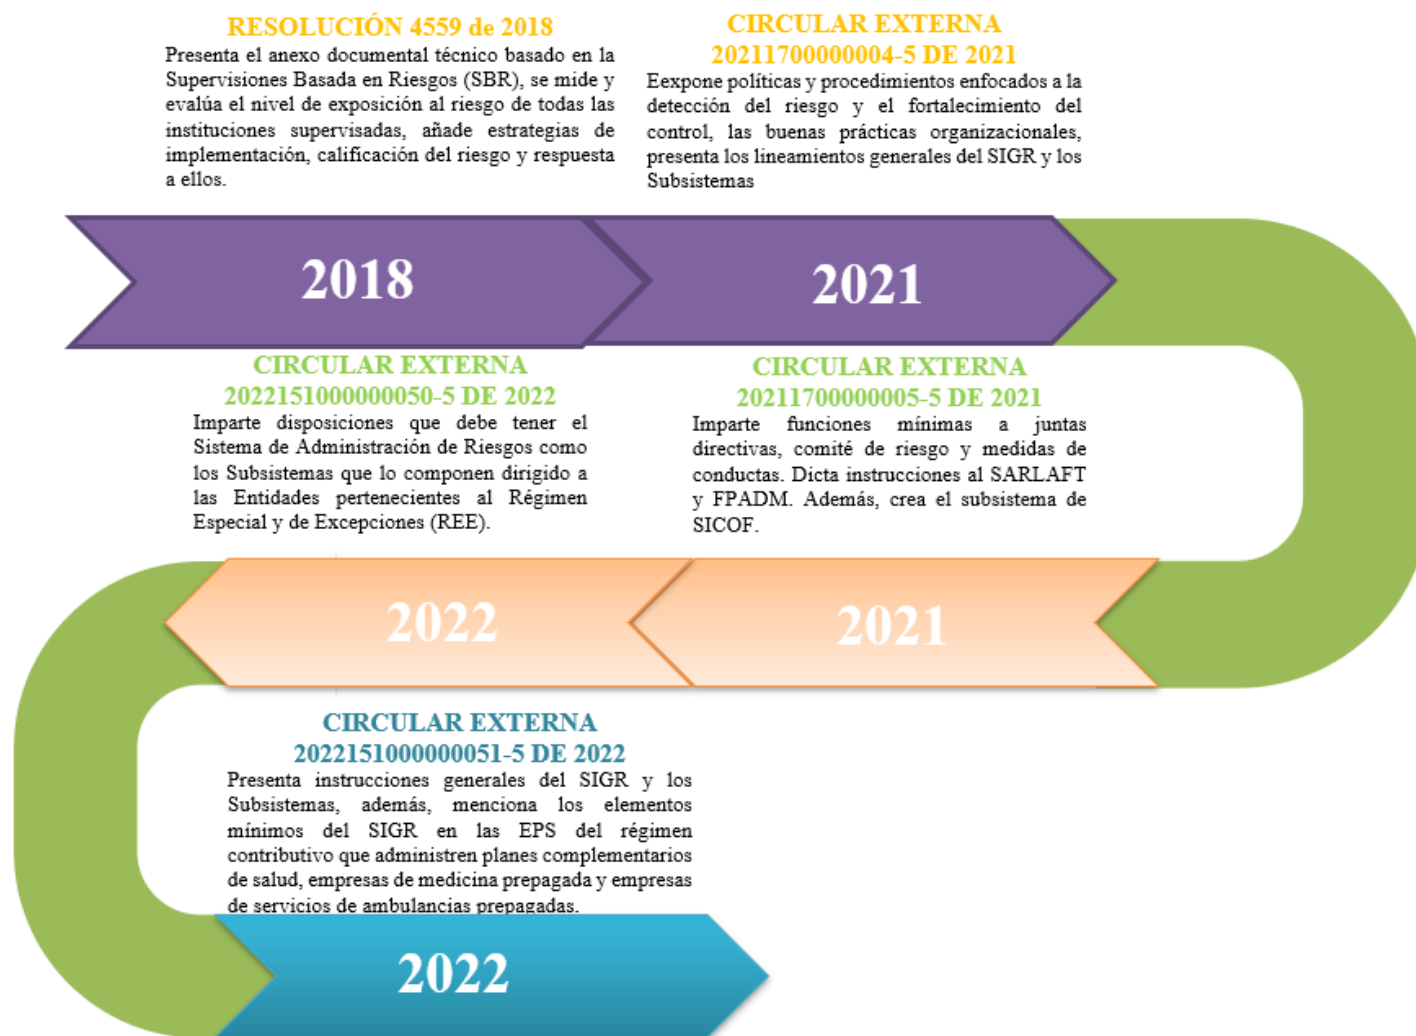 RESOLUCIÓN 4559 de 2018
Presenta el anexo documental técnico basado en la
Supervisiones Basada en Riesgos (SBR), se mide y
evalúa el nivel de exposición al riesgo de todas las
instituciones supervisadas, añade estrategias de
implementación, calificación del riesgo y respuesta
a ellos.
CIRCULAR EXTERNA
20211700000004-5 DE 2021
Eexpone políticas y procedimientos enfocados a la
detección del riesgo y el fortalecimiento del
control, las buenas prácticas organizacionales,
presenta los lineamientos generales del SIGR y los
Subsistemas
2018
2021
CIRCULAR EXTERNA
20211700000005-5 DE 2021
Imparte funciones mínimas a juntas
directivas, comité de riesgo y medidas de
conductas. Dicta instrucciones al SARLAFT
y FPADM. Además, crea el subsistema de
SICOF.
2021
CIRCULAR EXTERNA
2022151000000050-5 DE 2022
Imparte disposiciones que debe tener el
Sistema de Administración de Riesgos como
los Subsistemas que lo componen dirigido a
las Entidades pertenecientes al Régimen
Especial y de Excepciones (REE).
2022
CIRCULAR EXTERNA
2022151000000051-5 DE 2022
Presenta instrucciones generales del SIGR y los
Subsistemas, además, menciona los elementos
mínimos del SIGR en las EPS del régimen
contributivo que administren planes complementarios
de salud, empresas de medicina prepagada y empresas
de servicios de ambulancias prepagadas.
2022